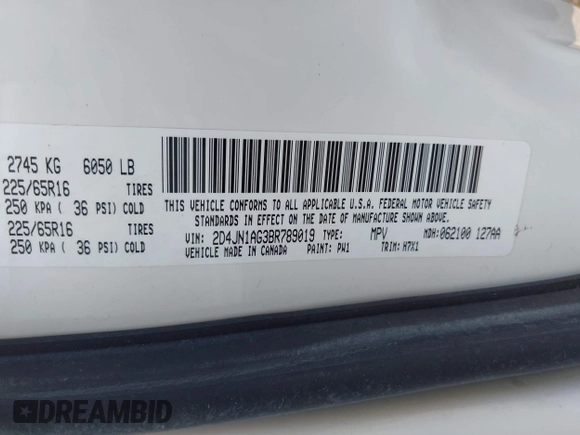 2745 KG 6050 LB
225/65R16 TIRES
250 KPA ( 36 PSI) COLD
225/65R16 TIRES
250 KPA ( 36 PSI) COLD
THIS VEHICLE CONFORMS TO ALL APPLICABLE U.S.A. FEDERAL MOTOR VEHICLE SAFETY
STANDARDS IN EFFECT ON THE DATE OF MANUFACTURE SHOWN ABOVE.
VIN: 2D4JN1AG3BR789019 TYPE: MPV MDH: 062100 127AA
VEHICLE MADE IN CANADA PAINT: PW1 TRIM: H7X1
DREAMBID